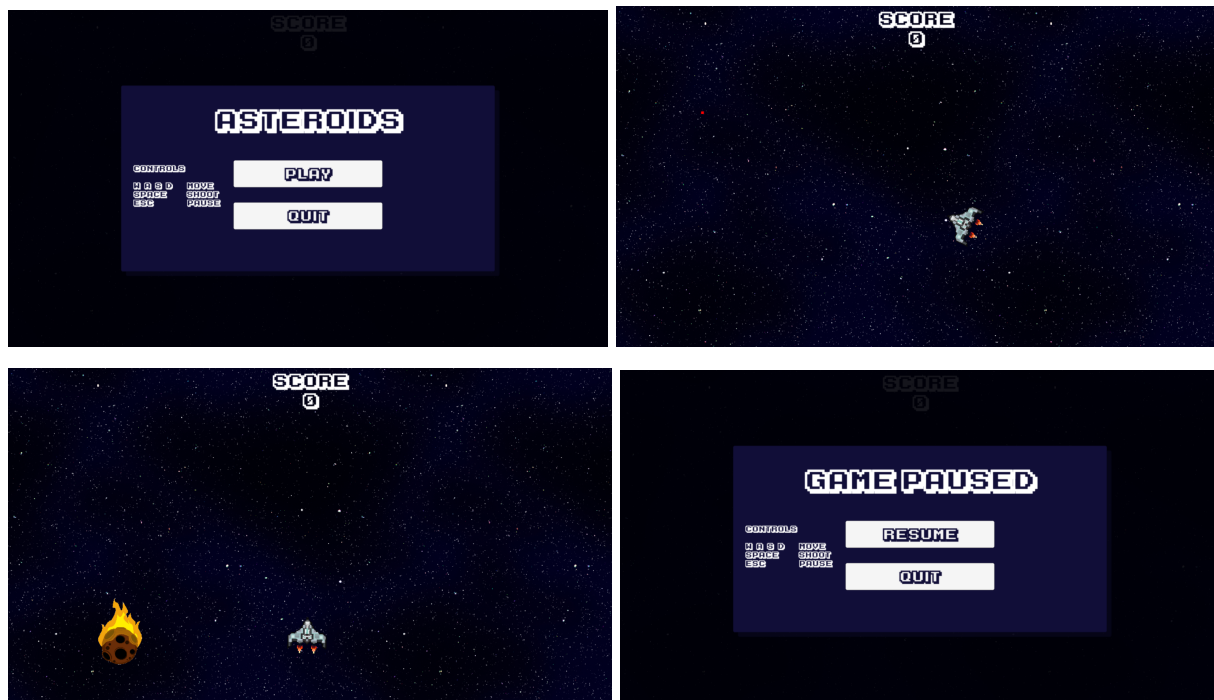 SCORE
0
ASTEROIDS
CONTROLS
W A S D MOVE
SPACE SHOOT
ESC PAUSE
PLAY
QUIT
SCORE
0
SCORE
0
SCORE
0
GAME PAUSED
CONTROLS
W A S D MOVE
SPACE SHOOT
ESC PAUSE
RESUME
QUIT